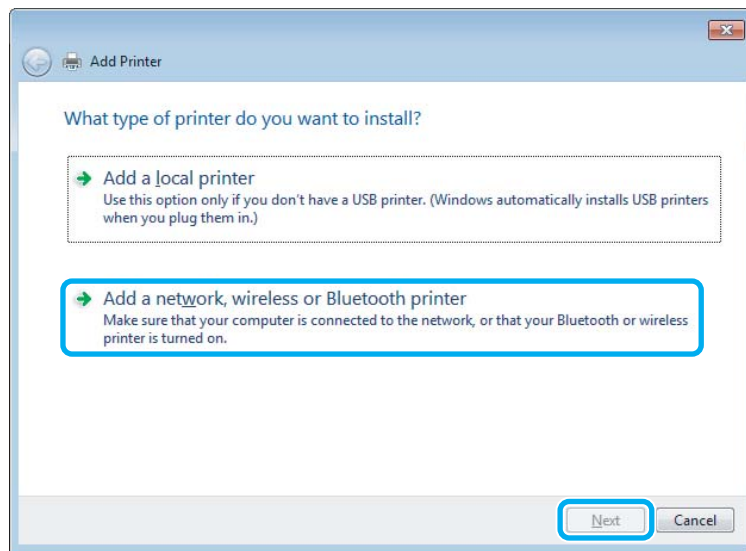 Add Printer
What type of printer do you want to install?
Add a local printer
Use this option only if you don't have a USB printer. (Windows automatically installs USB printers
when you plug them in.)
Add a network, wireless or Bluetooth printer
Make sure that your computer is connected to the network, or that your Bluetooth or wireless
printer is turned on.
Next Cancel